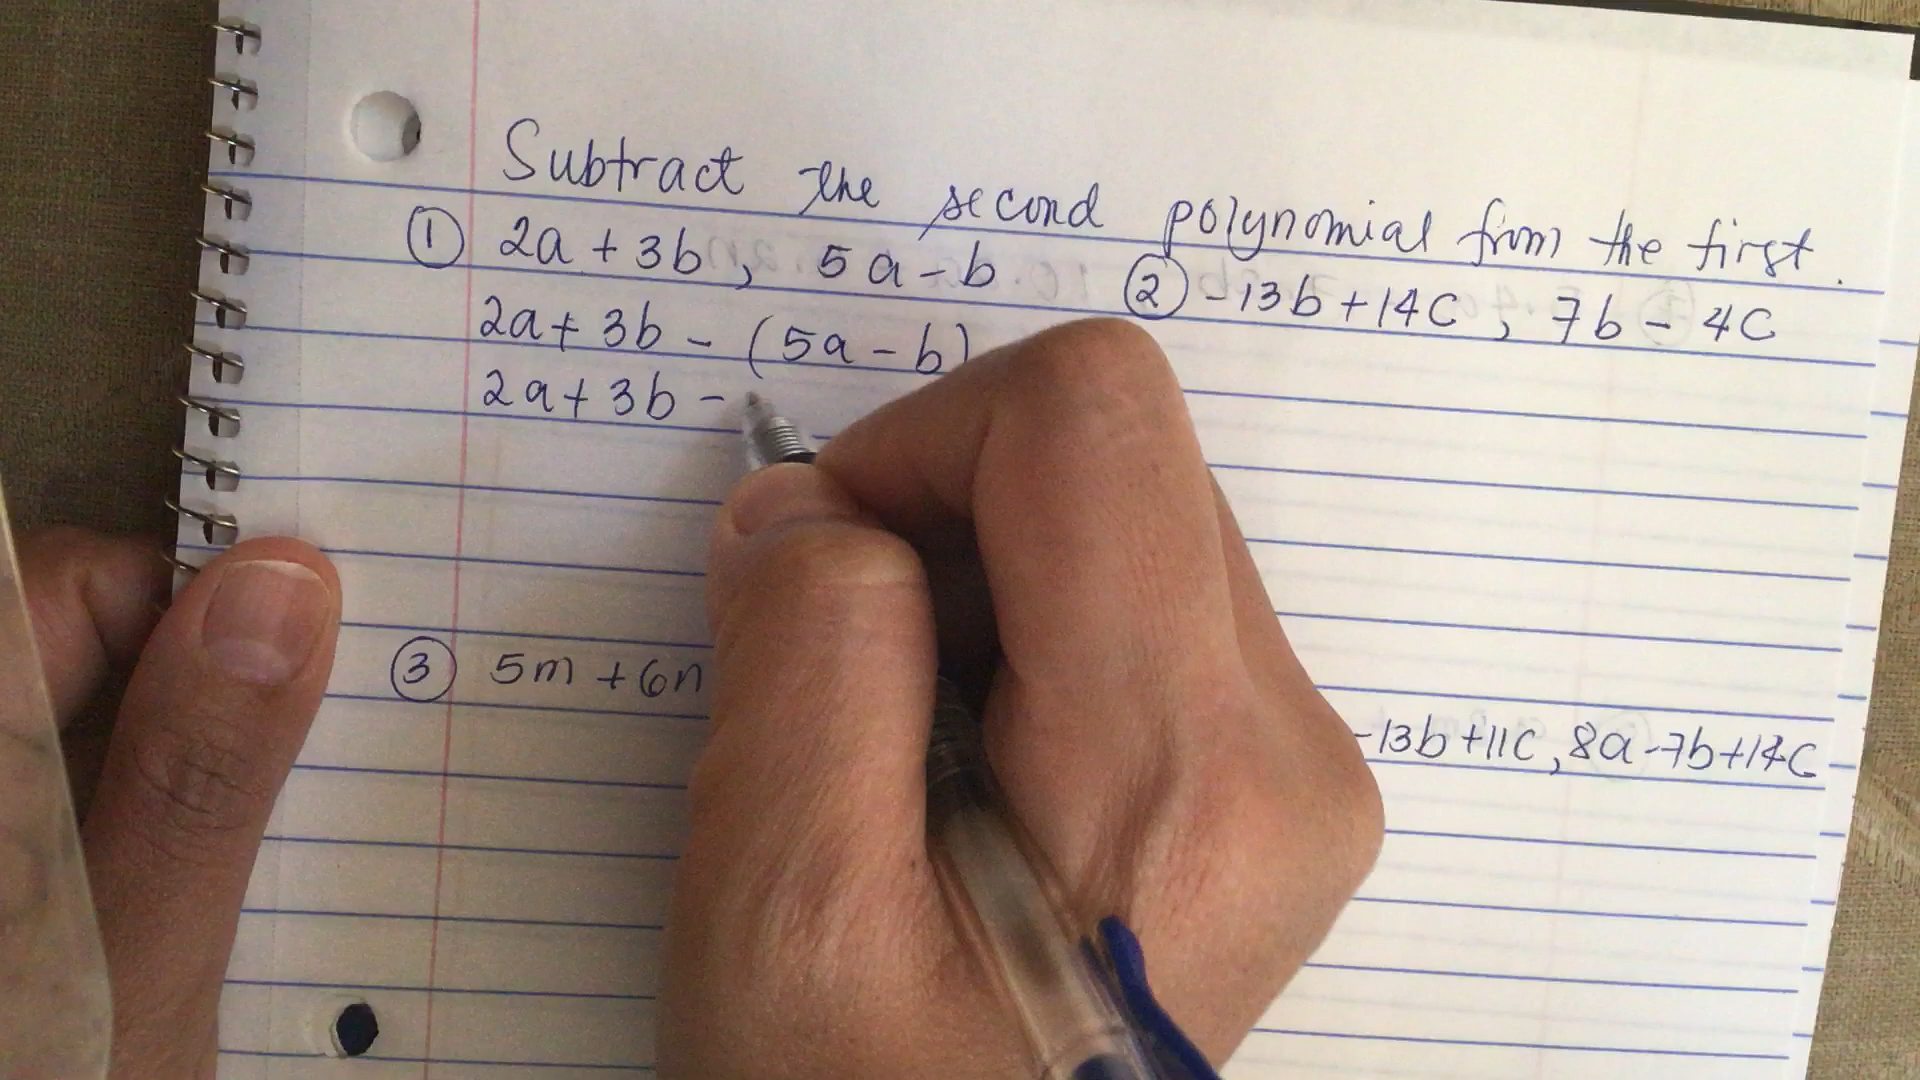 Subtract the second polynomial from the first.
① 2a + 3b, 5a - b
② -13b + 14c, 7b - 4c
2a + 3b - (5a - b)
2a + 3b -
③ 5m + 6n
-13b + 11c, 8a - 7b + 14c